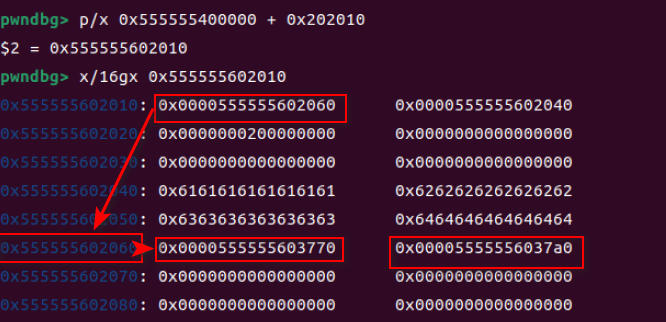 pwndbg> p/x 0x555555400000 + 0x202010
$2 = 0x555555602010
pwndbg> x/16gx 0x555555602010
0x555555602010: 0x0000555555602060 0x0000555555602040
0x555555602020: 0x0000000200000000 0x0000000000000000
0x555555602030: 0x0000000000000000 0x0000000000000000
0x555555602040: 0x6161616161616161 0x6262626262626262
0x555555602050: 0x6363636363636363 0x6464646464646464
0x555555602060: 0x0000555555603770 0x00005555556037a0
0x555555602070: 0x0000000000000000 0x0000000000000000
0x555555602080: 0x0000000000000000 0x0000000000000000